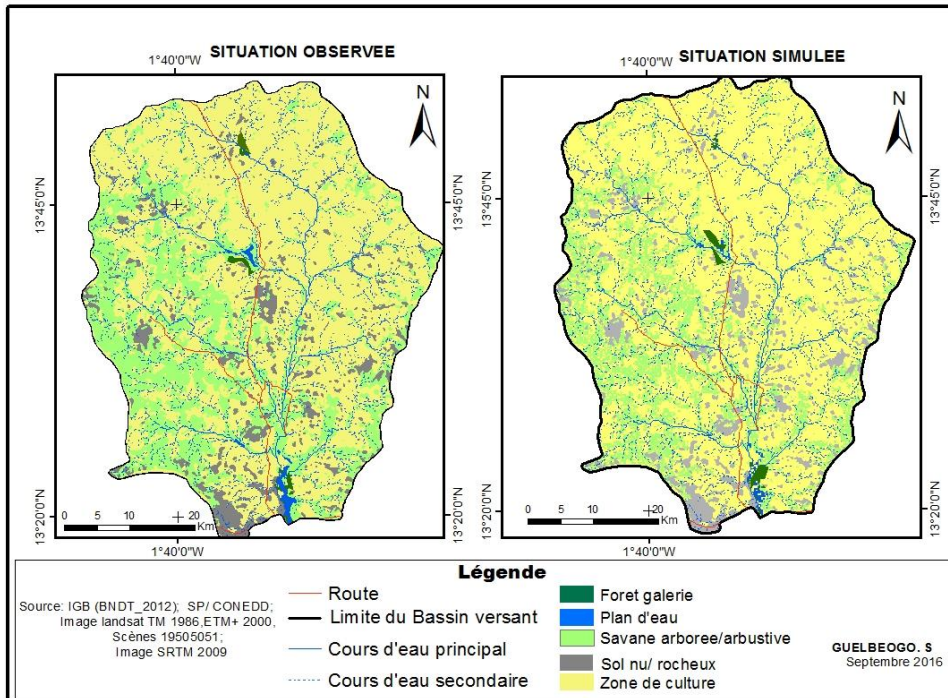 SITUATION OBSERVEE
SITUATION SIMULEE
1°40'0"W
1°40'0"W
N
N
13°45'0"N
13°45'0"N
13°45'0"N
13°45'0"N
13°20'0"N
13°20'0"N
13°20'0"N
13°20'0"N
0 5 10 20
Km
0 5 10 20
Km
1°40'0"W
1°40'0"W
Légende
Source: IGB (BNDT_2012); SP/ CONEDD;
Image landsat TM 1986,ETM+ 2000,
Scènes 19505051;
Image SRTM 2009
Route
Limite du Bassin versant
Cours d'eau principal
Cours d'eau secondaire
Foret galerie
Plan d'eau
Savane arboree/arbustive
Sol nu/ rocheux
Zone de culture
GUELBEOGO. S
Septembre 2016